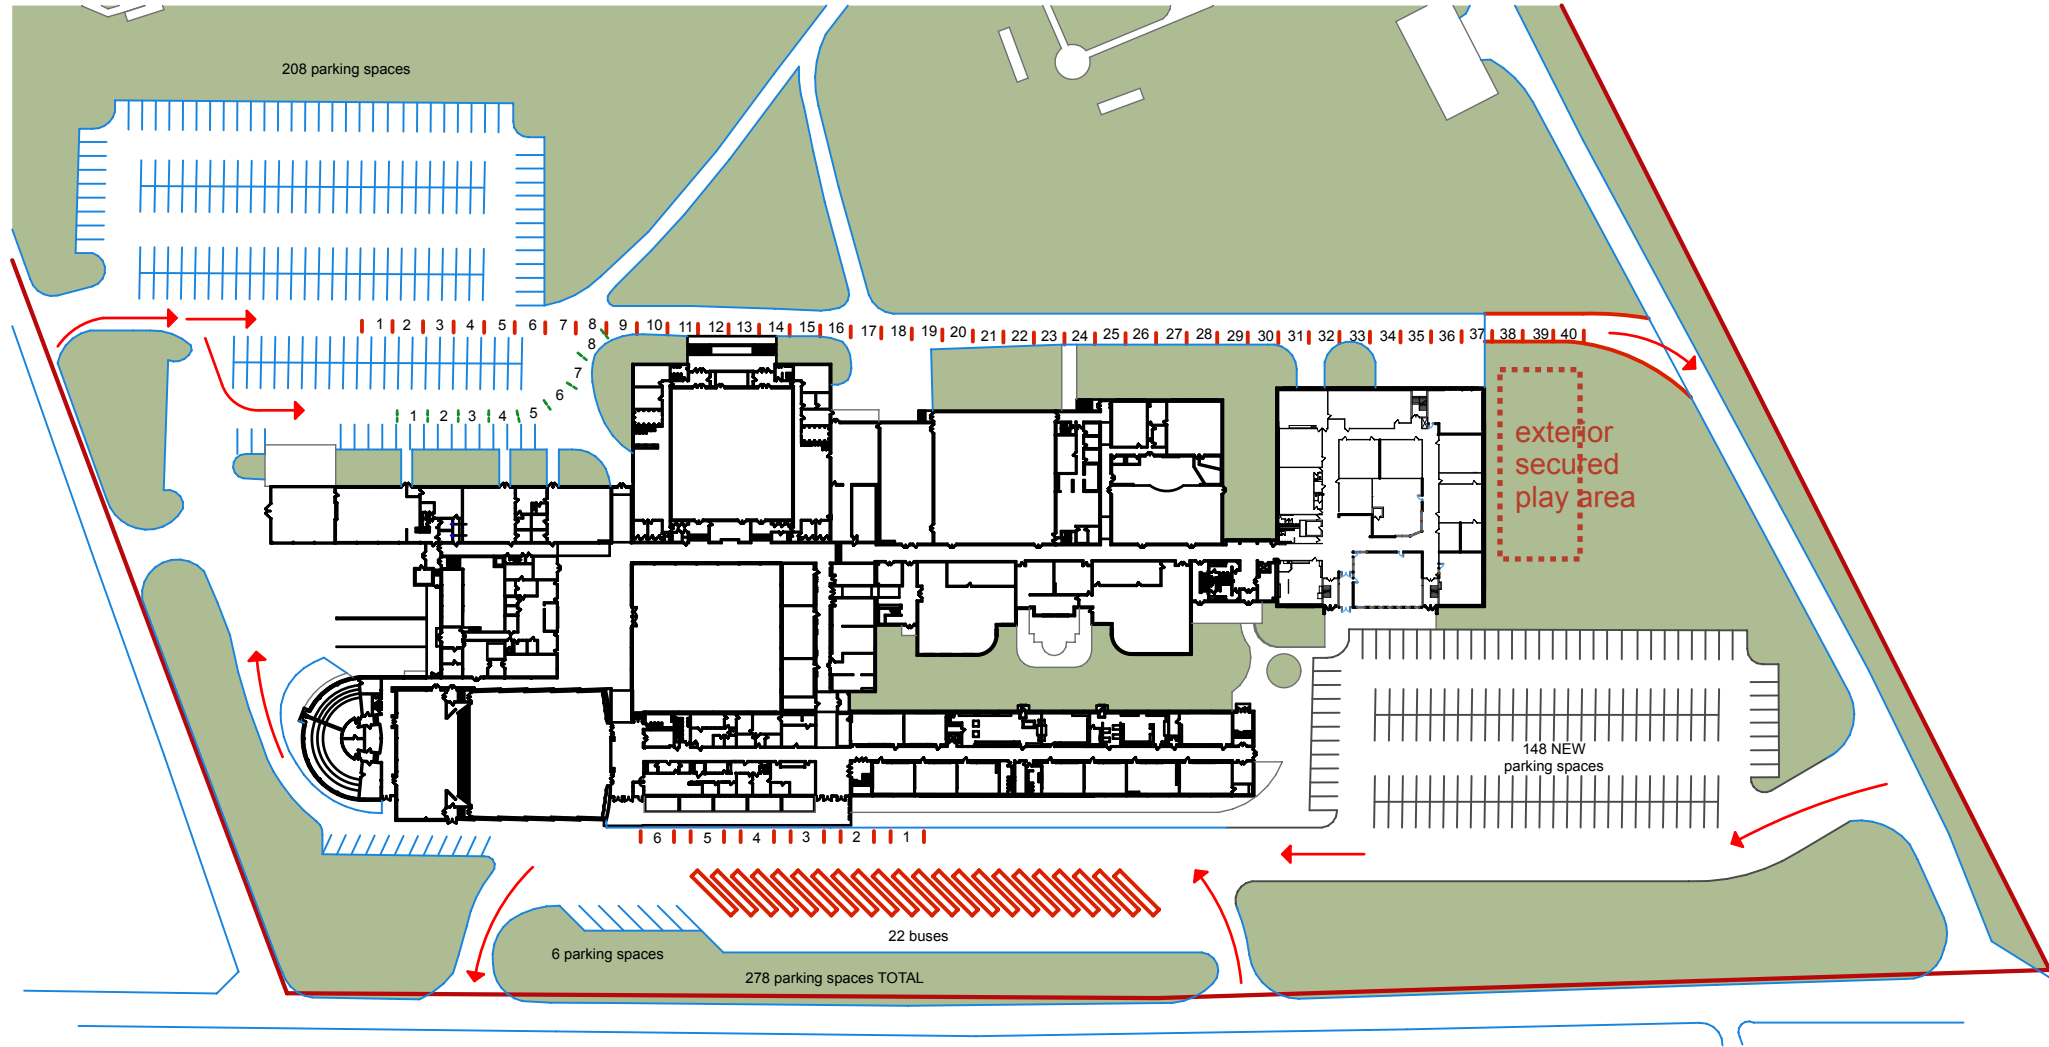 208 parking spaces
1 2 3 4 5 6 7 8 9 10 11 12 13 14 15 16 17 18 19 20 21 22 23 24 25 26 27 28 29 30 31 32 33 34 35 36 37 38 39 40
8
7
6
1 2 3 4 5
exterior
secured
play area
148 NEW
parking spaces
6 5 4 3 2 1
22 buses
6 parking spaces
278 parking spaces TOTAL